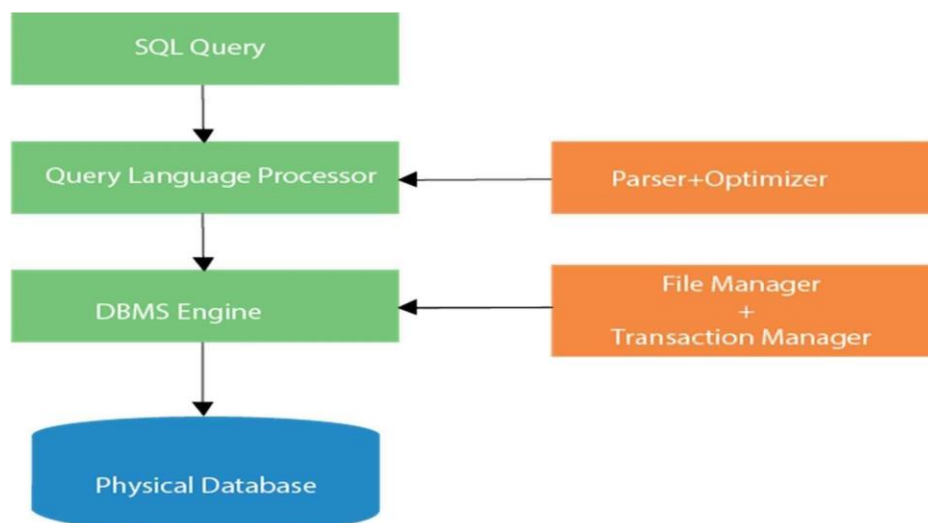 SQL Query
Query Language Processor
Parser+Optimizer
DBMS Engine
File Manager
+
Transaction Manager
Physical Database